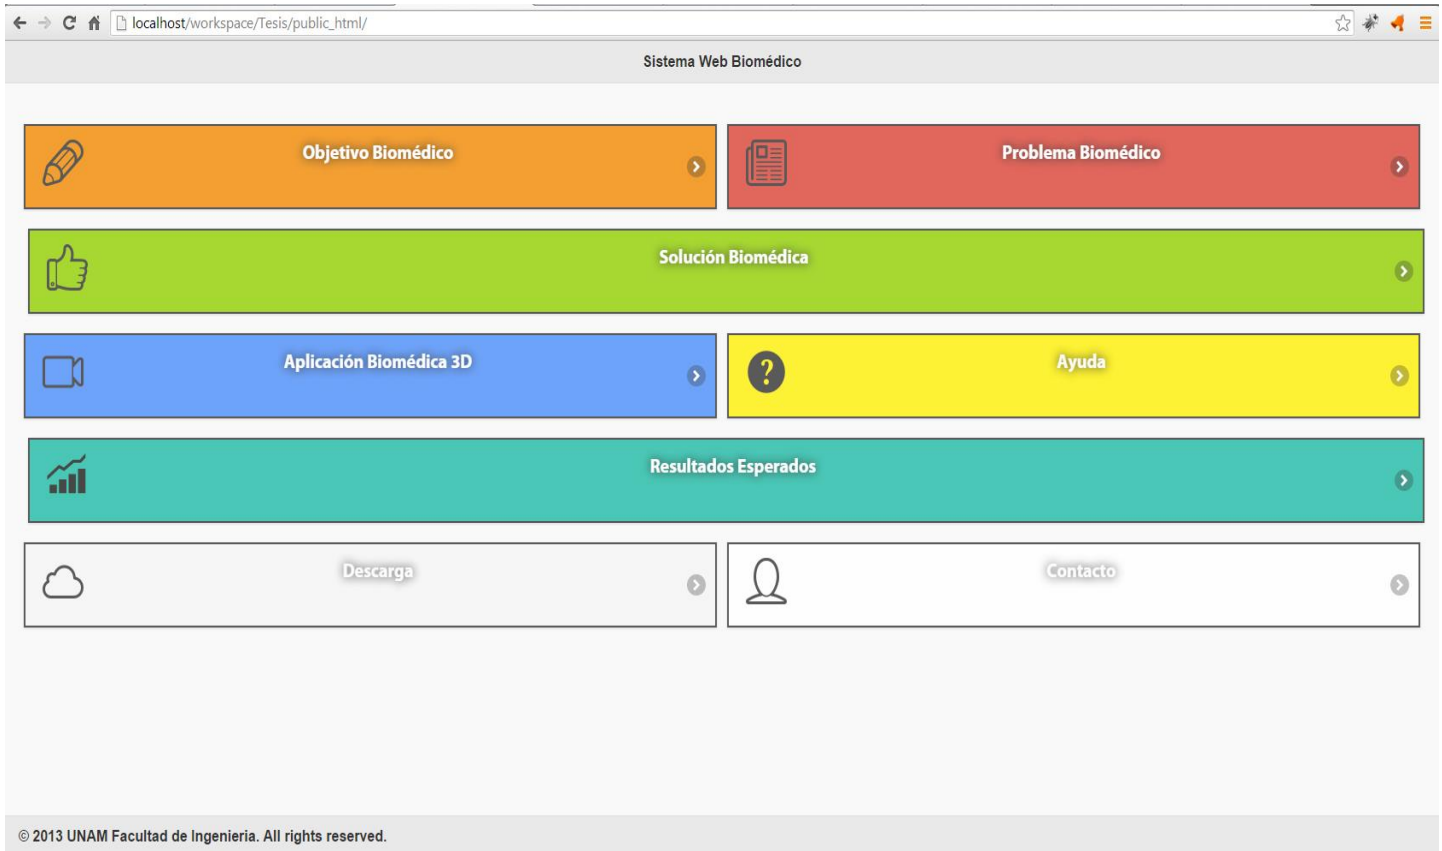 localhost/workspace/Tesis/public_html/
Sistema Web Biomédico
Objetivo Biomédico
Problema Biomédico
Solución Biomédica
Aplicación Biomédica 3D
?
Ayuda
Resultados Esperados
Descarga
Contacto
© 2013 UNAM Facultad de Ingenieria. All rights reserved.